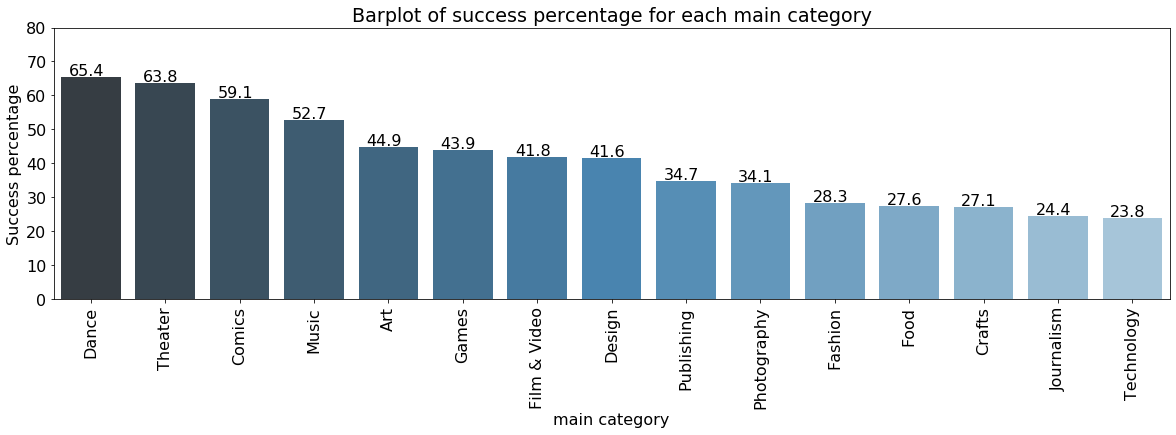 Barplot of success percentage for each main category
Success percentage
80
70
60
50
40
30
20
10
0
65.4
63.8
59.1
52.7
44.9
43.9
41.8
41.6
34.7
34.1
28.3
27.6
27.1
24.4
23.8
Dance
Theater
Comics
Music
Art
Games
Film & Video
Design
Publishing
Photography
Fashion
Food
Crafts
Journalism
Technology
main category